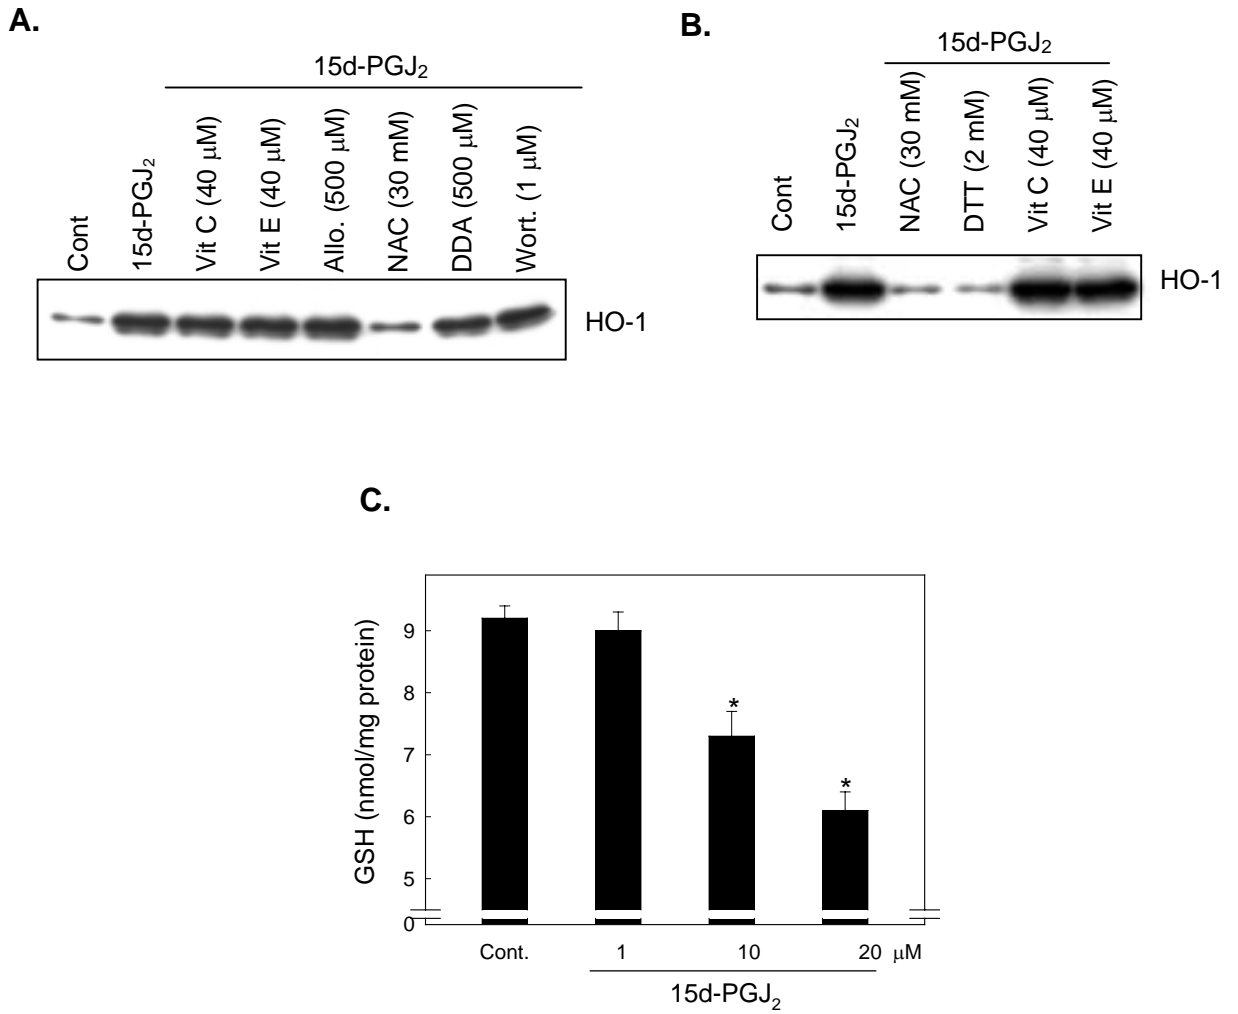 A.
15d-PGJ2
Cont
15d-PGJ2
Vit C (40 μM)
Vit E (40 μM)
Allo. (500 μM)
NAC (30 mM)
DDA (500 μM)
Wort. (1 μM)
HO-1
B.
15d-PGJ2
Cont
15d-PGJ2
NAC (30 mM)
DTT (2 mM)
Vit C (40 μM)
Vit E (40 μM)
HO-1
C.
GSH (nmol/mg protein)
9
8
7
6
5
0
*
*
Cont. 1 10 20 μM
15d-PGJ2